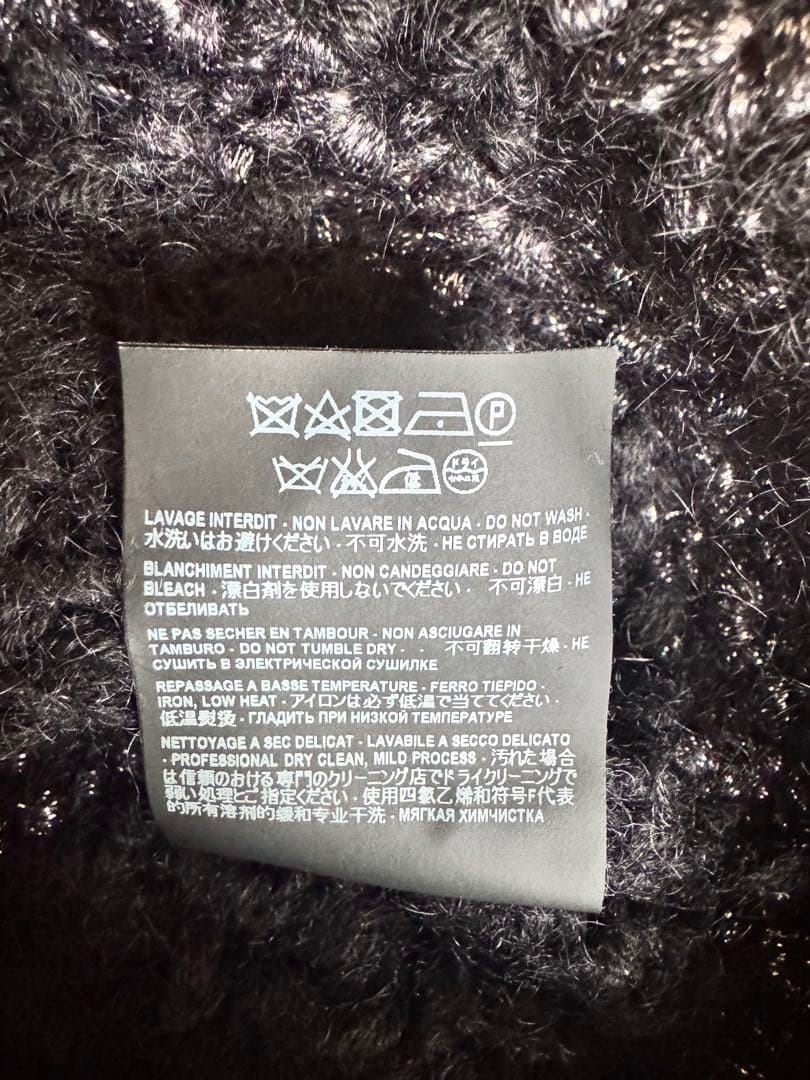 P
ドライ
LAVAGE INTERDIT - NON LAVARE IN ACQUA - DO NOT WASH -
水洗いはお避けください - 不可水洗 - НЕ СТИРАТЬ В ВОДЕ
BLANCHIMENT INTERDIT - NON CANDEGGIARE - DO NOT
BLEACH - 漂白剤を使用しないでください - 不可漂白 - НЕ
ОТБЕЛИВАТЬ
NE PAS SECHER EN TAMBOUR - NON ASCIUGARE IN
TAMBURO - DO NOT TUMBLE DRY - - 不可翻转干燥 - НЕ
СУШИТЬ В ЭЛЕКТРИЧЕСКОЙ СУШИЛКЕ
REPASSAGE A BASSE TEMPERATURE - FERRO TIEPIDO -
IRON, LOW HEAT - アイロンは必ず低温で当ててください -
低温熨烫 - ГЛАДИТЬ ПРИ НИЗКОЙ ТЕМПЕРАТУРЕ
NETTOYAGE A SEC DELICAT - LAVABILE A SECCO DELICATO
- PROFESSIONAL DRY CLEAN, MILD PROCESS - 汚れた場合
は信頼のおける専門のクリーニング店でドライクリーニングで
弱い処理とご指定ください - 使用四氯乙烯和符号F代表
的所有溶剂的缓和专业干洗 - МЯГКАЯ ХИМЧИСТКА